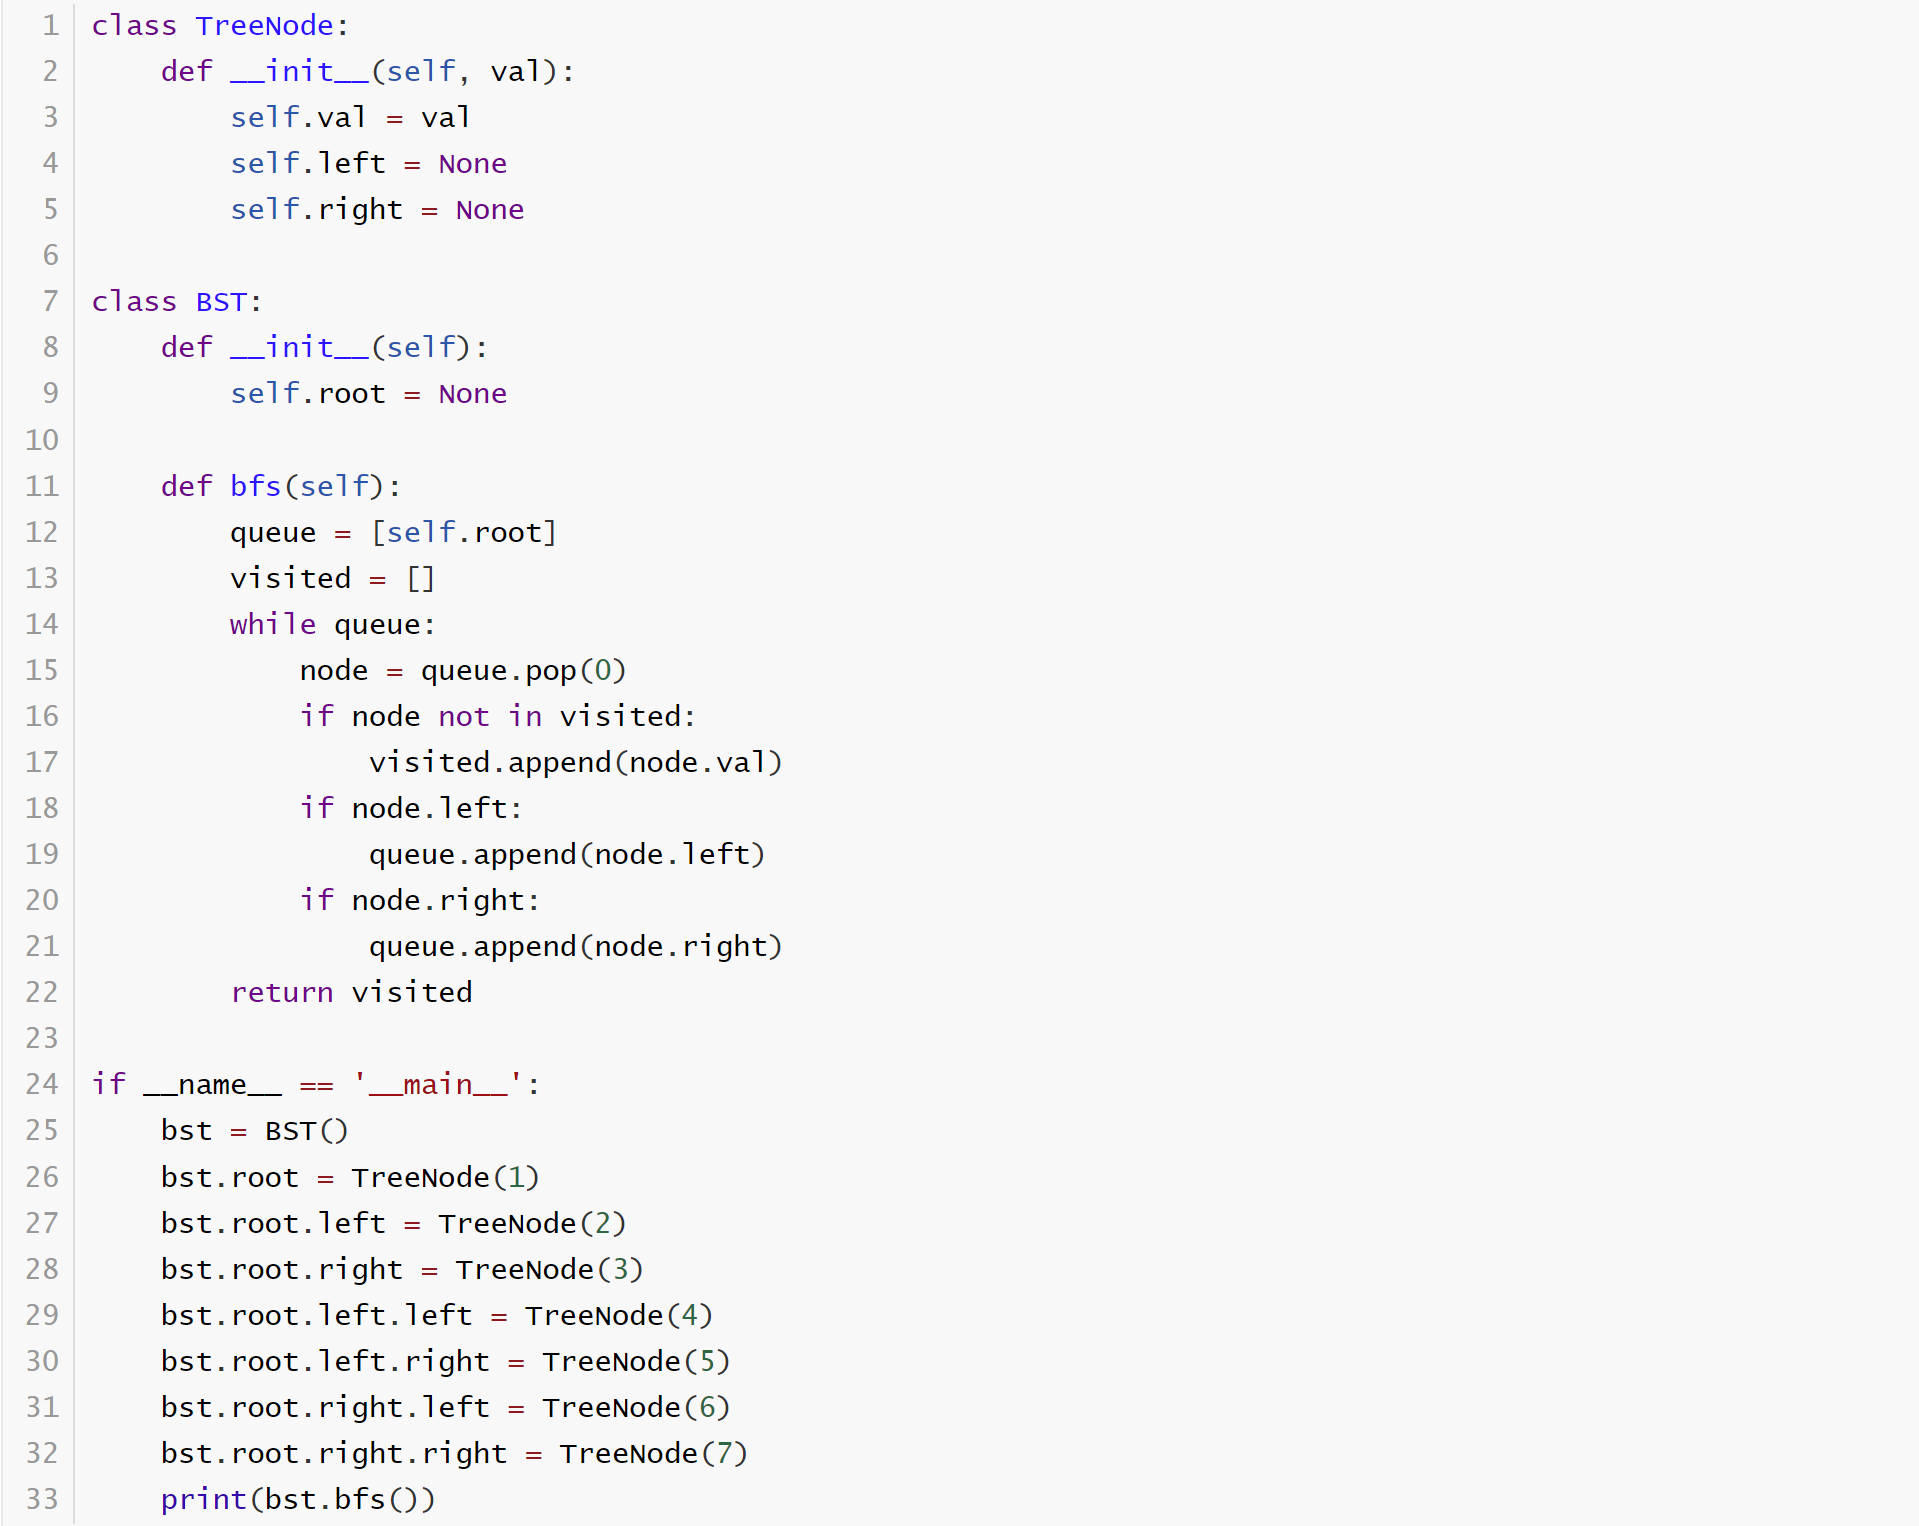 1 class TreeNode:
2     def __init__(self, val):
3         self.val = val
4         self.left = None
5         self.right = None
6
7 class BST:
8     def __init__(self):
9         self.root = None
10
11     def bfs(self):
12         queue = [self.root]
13         visited = []
14         while queue:
15             node = queue.pop(0)
16             if node not in visited:
17                 visited.append(node.val)
18             if node.left:
19                 queue.append(node.left)
20             if node.right:
21                 queue.append(node.right)
22         return visited
23
24 if __name__ == '__main__':
25     bst = BST()
26     bst.root = TreeNode(1)
27     bst.root.left = TreeNode(2)
28     bst.root.right = TreeNode(3)
29     bst.root.left.left = TreeNode(4)
30     bst.root.left.right = TreeNode(5)
31     bst.root.right.left = TreeNode(6)
32     bst.root.right.right = TreeNode(7)
33     print(bst.bfs())